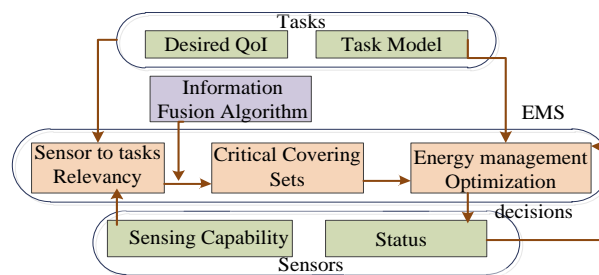 Tasks
Desired QoI
Task Model
Information
Fusion Algorithm
EMS
Sensor to tasks
Relevancy
Critical Covering
Sets
Energy management
Optimization
decisions
Sensing Capability
Status
Sensors